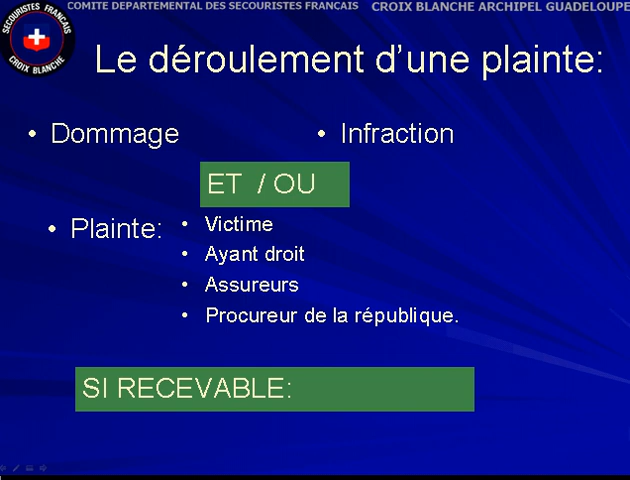 COMITE DEPARTEMENTAL DES SECOURISTES FRANCAIS CROIX BLANCHE ARCHIPEL GUADELOUPE
SECOURISTES FRANÇAIS
CROIX BLANCHE
Le déroulement d’une plainte:
• Dommage • Infraction
ET / OU
• Plainte: • Victime
• Ayant droit
• Assureurs
• Procureur de la république.
SI RECEVABLE: